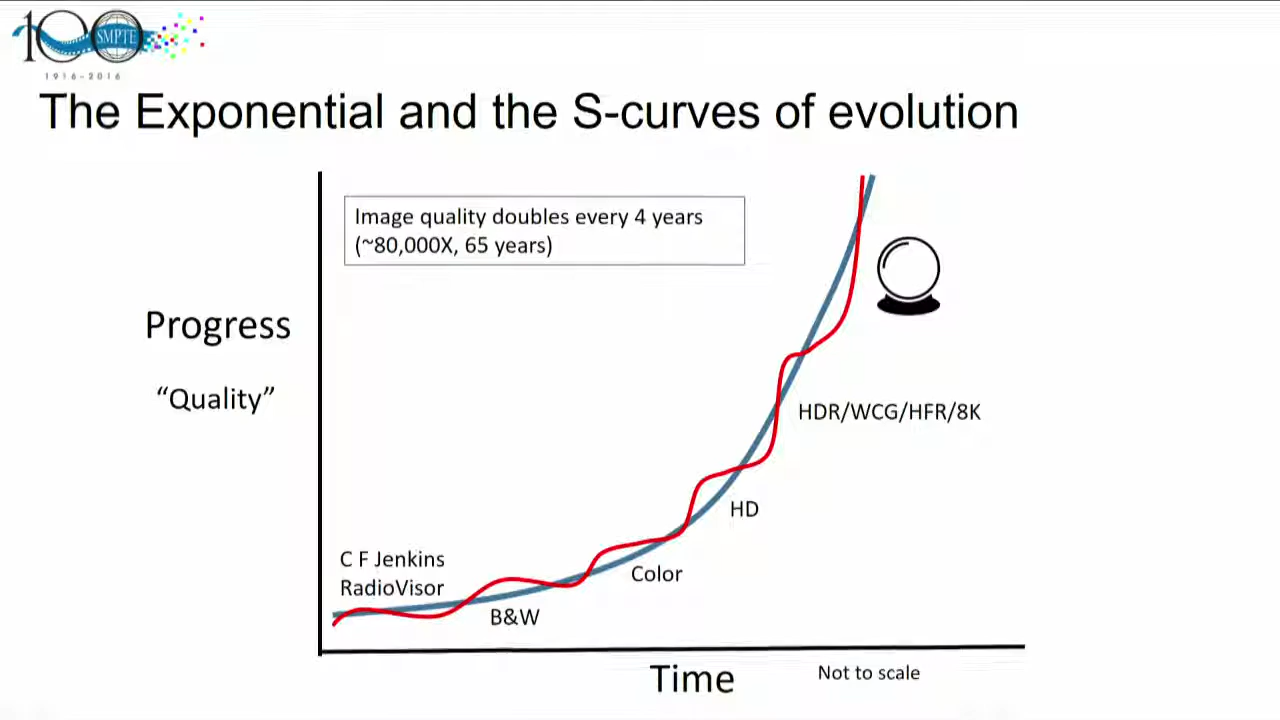 100
SMPTE
1916-2016
The Exponential and the S-curves of evolution
Image quality doubles every 4 years
(~80,000X, 65 years)
Progress
“Quality”
HDR/WCG/HFR/8K
HD
C F Jenkins
RadioVisor
Color
B&W
Time
Not to scale